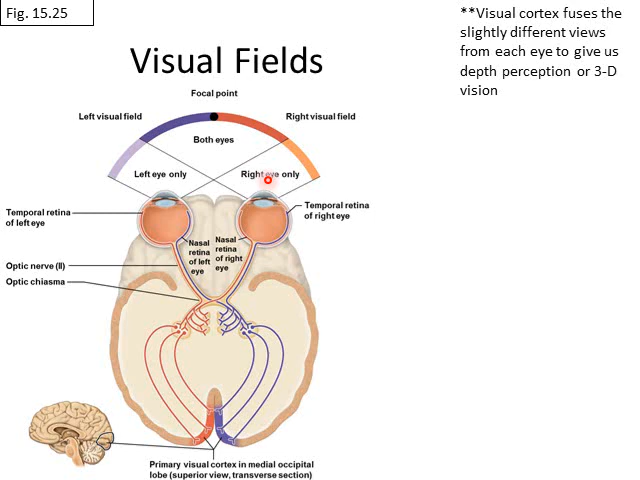 Fig. 15.25
**Visual cortex fuses the
slightly different views
from each eye to give us
depth perception or 3-D
vision
Visual Fields
Focal point
Left visual field
Right visual field
Both eyes
Left eye only
Right eye only
Temporal retina
of left eye
Temporal retina
of right eye
Nasal
retina
of left
eye
Nasal
retina
of right
eye
Optic nerve (II)
Optic chiasma
Primary visual cortex in medial occipital
lobe (superior view, transverse section)